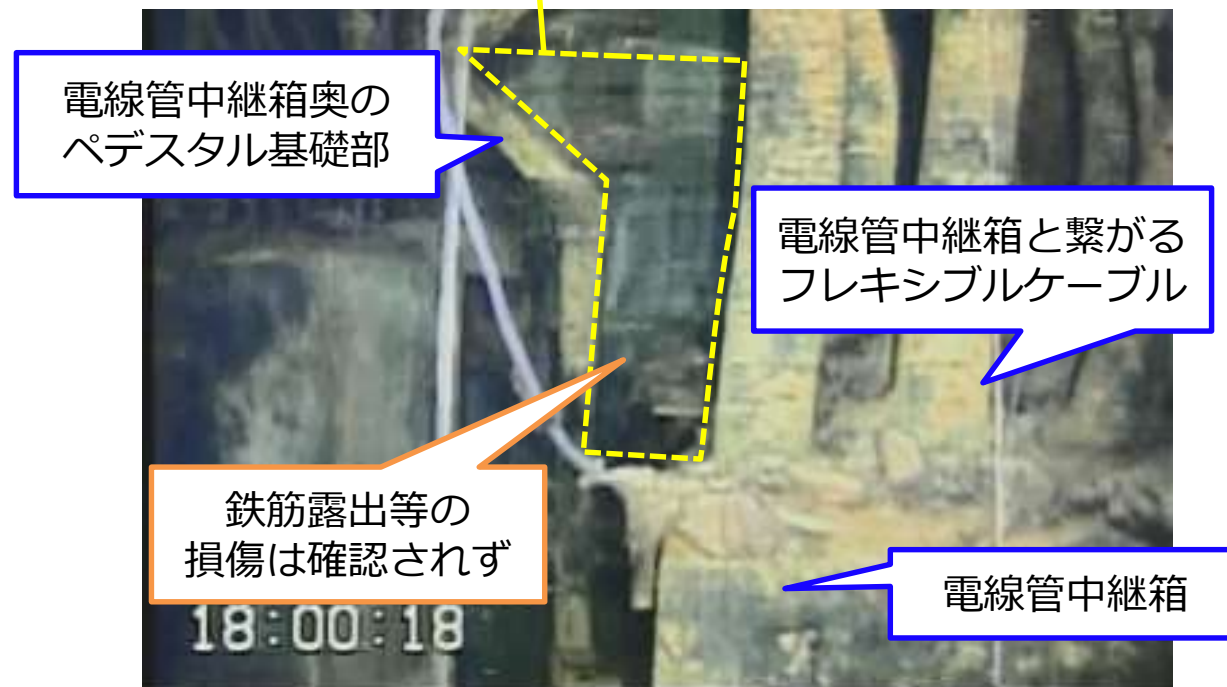 電線管中継箱奥の
ペデスタル基礎部
電線管中継箱と繋がる
フレキシブルケーブル
鉄筋露出等の
損傷は確認されず
電線管中継箱
18:00:18